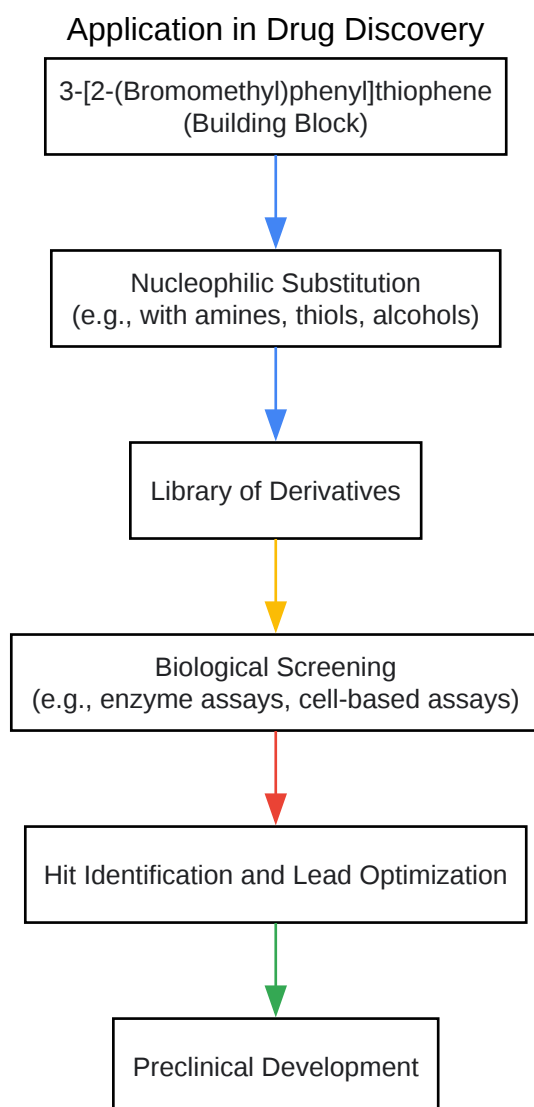 Application in Drug Discovery
3-[2-(Bromomethyl)phenyl]thiophene
(Building Block)
Nucleophilic Substitution
(e.g., with amines, thiols, alcohols)
Library of Derivatives
Biological Screening
(e.g., enzyme assays, cell-based assays)
Hit Identification and Lead Optimization
Preclinical Development